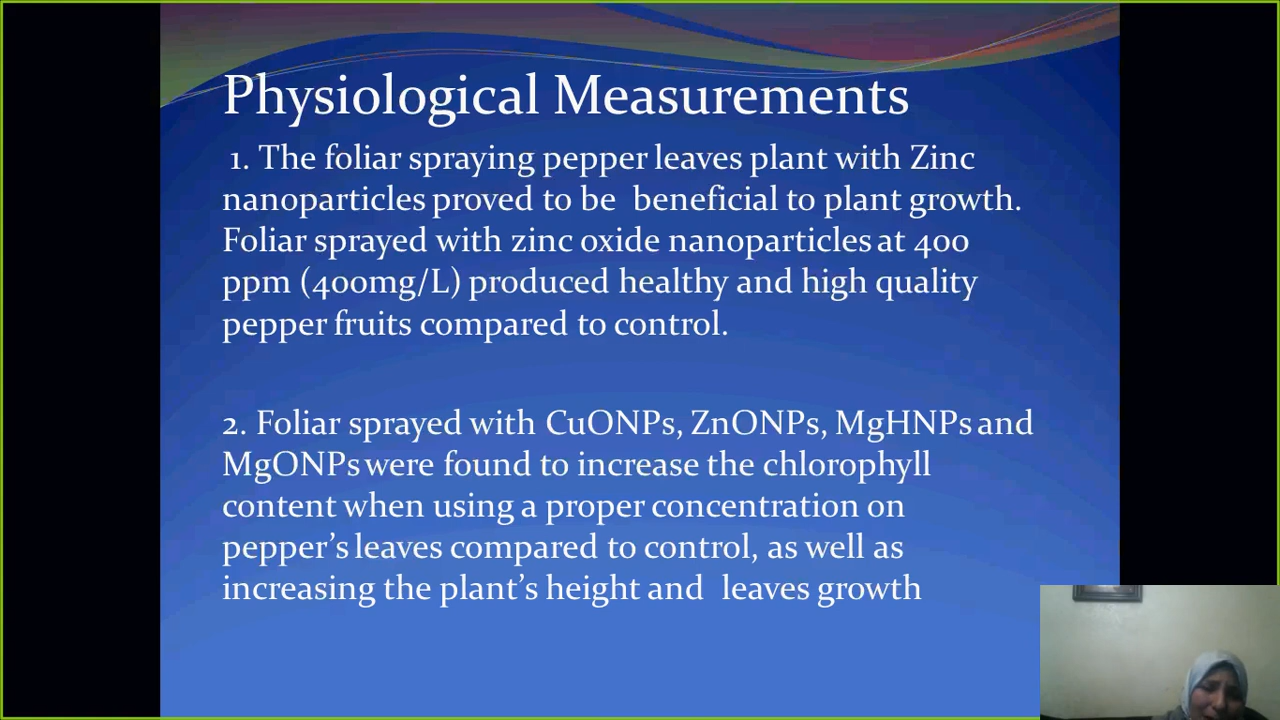 Physiological Measurements
1. The foliar spraying pepper leaves plant with Zinc
nanoparticles proved to be beneficial to plant growth.
Foliar sprayed with zinc oxide nanoparticles at 400
ppm (400mg/L) produced healthy and high quality
pepper fruits compared to control.
2. Foliar sprayed with CuONPs, ZnONPs, MgHNPs and
MgONPs were found to increase the chlorophyll
content when using a proper concentration on
pepper’s leaves compared to control, as well as
increasing the plant’s height and leaves growth